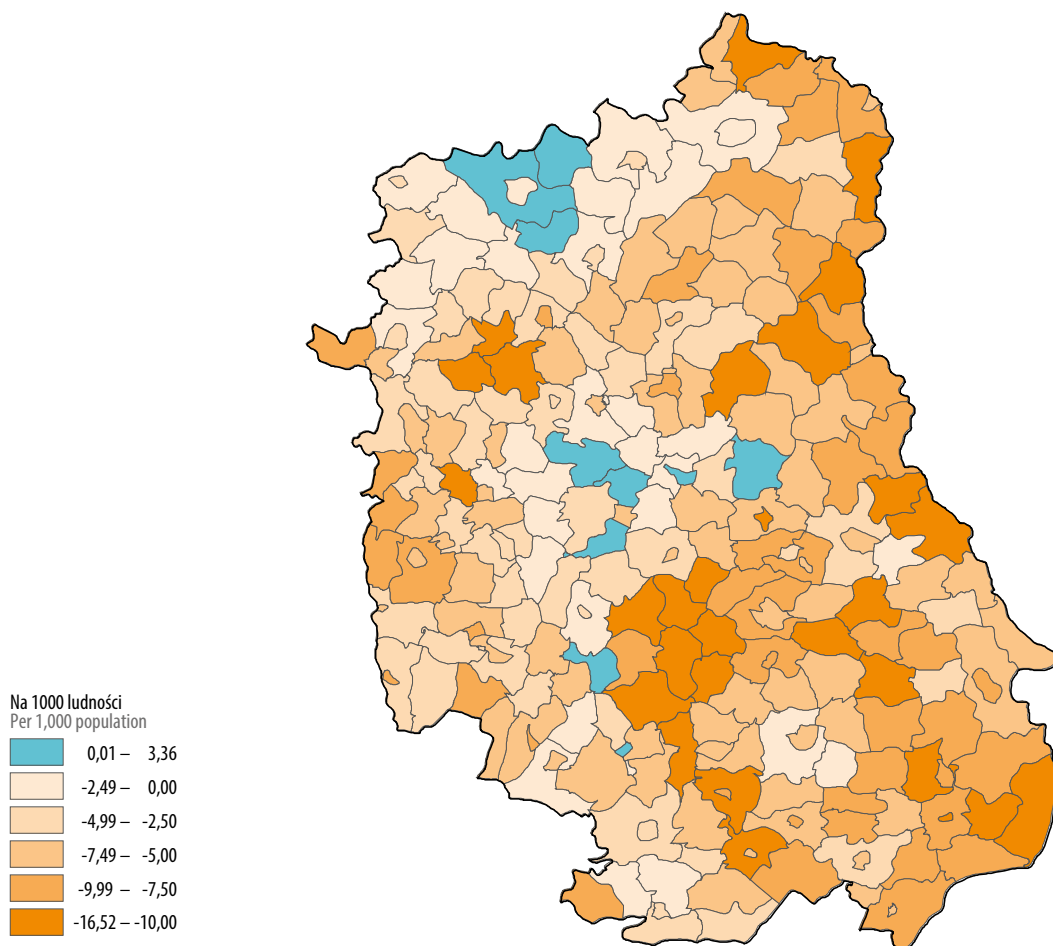 Na 1000 ludności
Per 1,000 population
0,01 – 3,36
-2,49 – 0,00
-4,99 – -2,50
-7,49 – -5,00
-9,99 – -7,50
-16,52 – -10,00